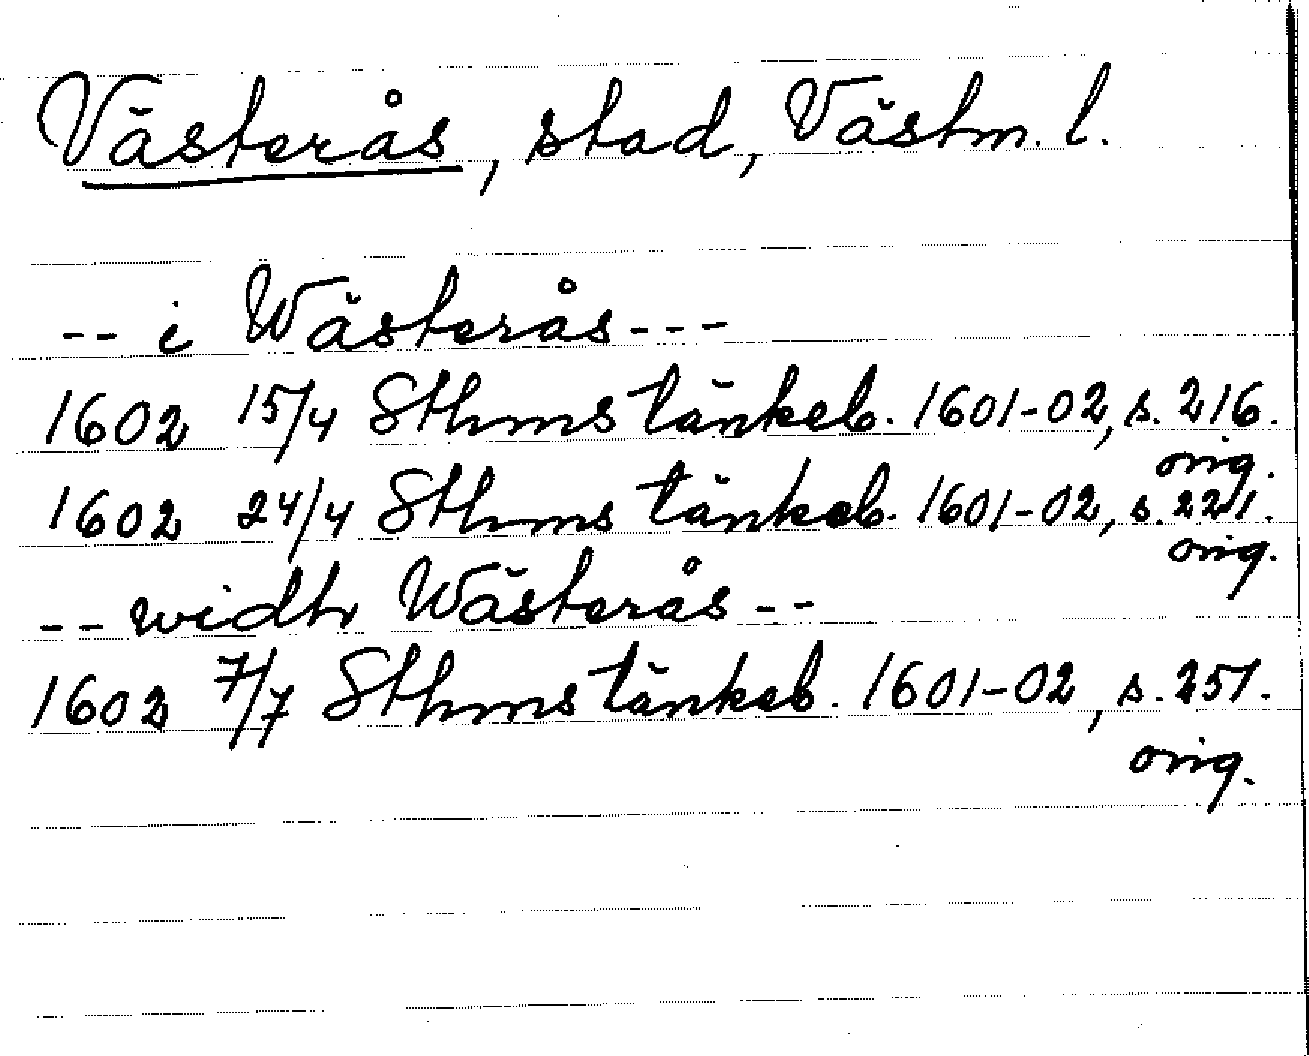 Västerås, stad, Västm. l.
-- i Wästerås ---
1602 15/4 Sthms tänkeb. 1601-02, s. 216.
orig.
1602 24/4 Sthms tänkeb. 1601-02, s. 221.
orig.
-- widh Wästerås --
1602 7/7 Sthms tänkeb. 1601-02, s. 251.
orig.